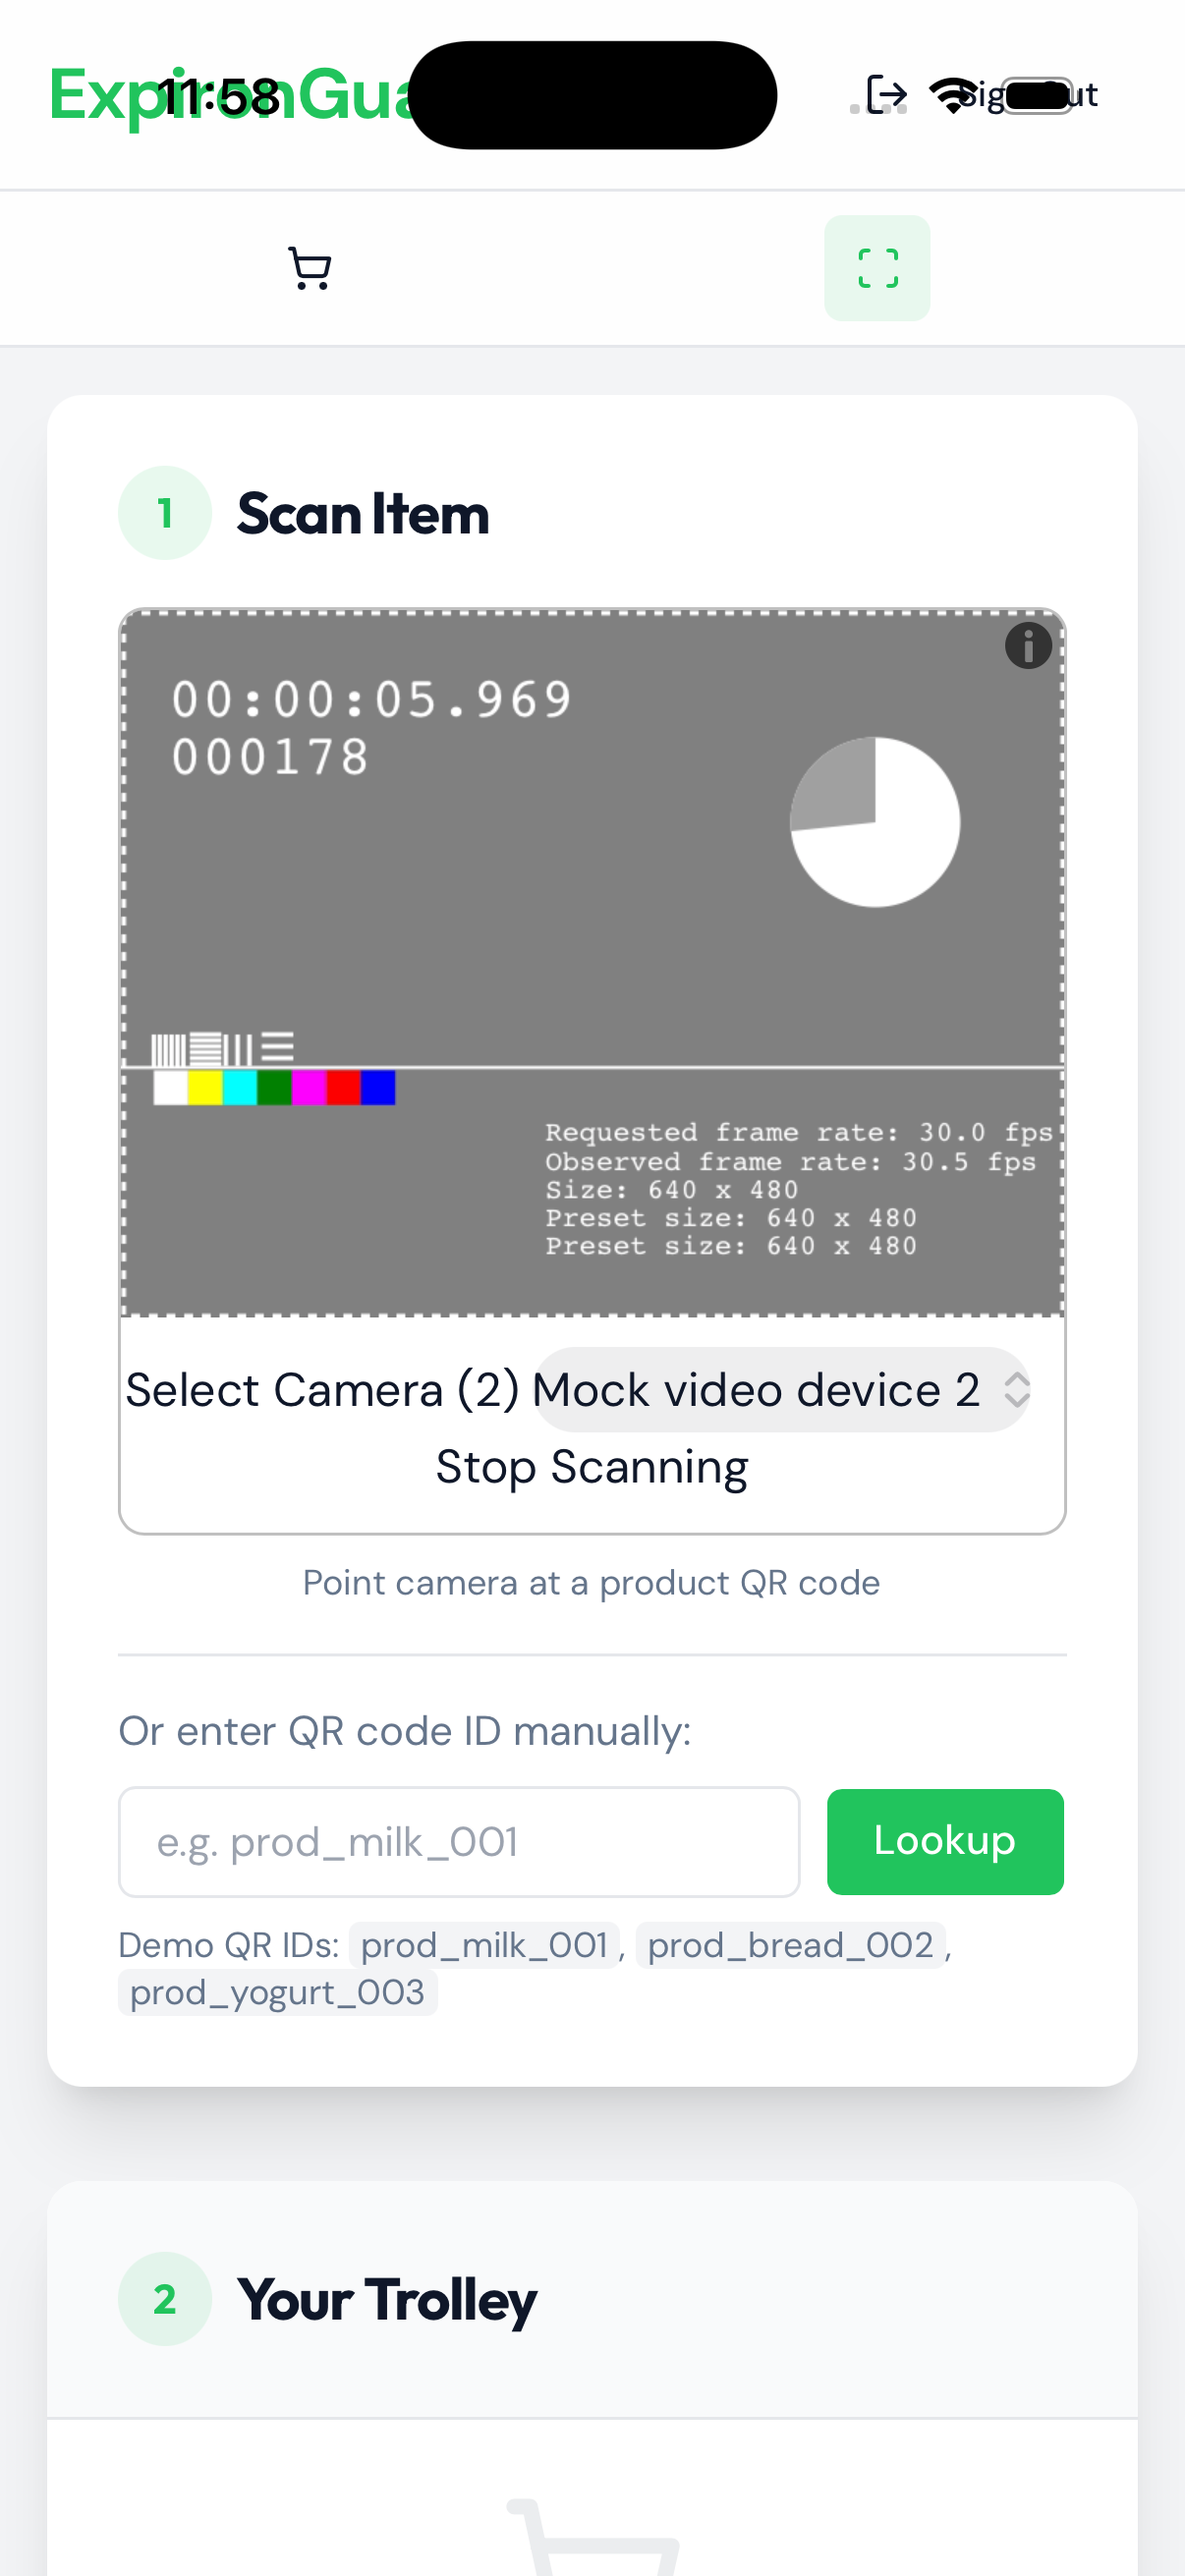 11:58
1 Scan Item
00:00:05.969
000178
Requested frame rate: 30.0 fps
Observed frame rate: 30.5 fps
Size: 640 x 480
Preset size: 640 x 480
Preset size: 640 x 480
Select Camera (2) Mock video device 2
Stop Scanning
Point camera at a product QR code
Or enter QR code ID manually:
e.g. prod_milk_001 Lookup
Demo QR IDs: prod_milk_001, prod_bread_002,
prod_yogurt_003
2 Your Trolley